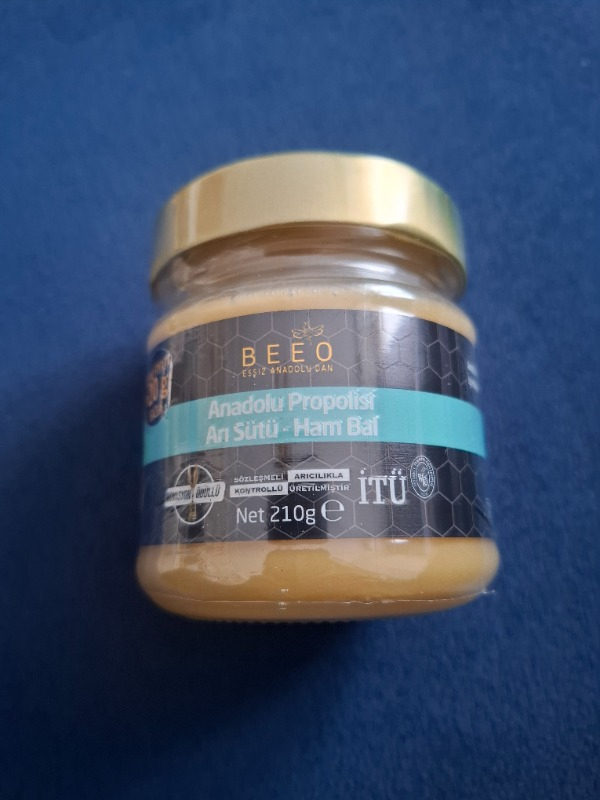 BEEO
EŞSİZ ANADOLU'DAN
Anadolu Propolisi
Arı Sütü - Ham Bal
SÖZLEŞMELİ ARICILIKLA
KONTROLLÜ ÜRETİLMİŞTİR
İTÜ
Net 210g ℮